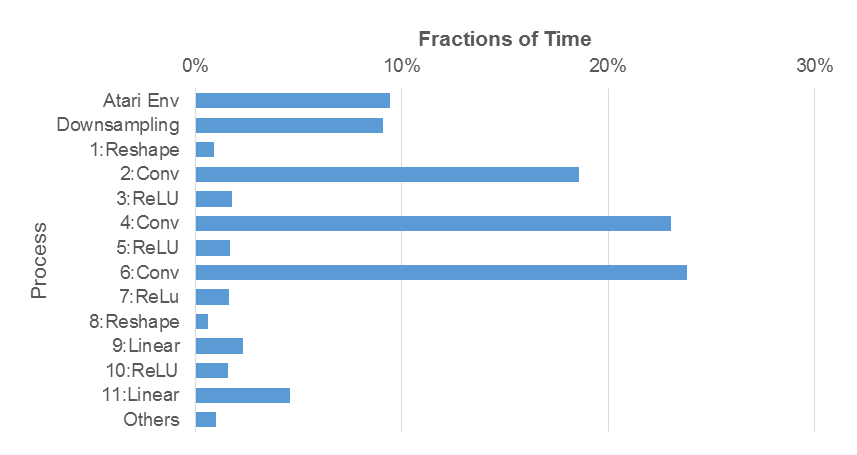 Fractions of Time
0% 10% 20% 30%
Process
Atari Env
Downsampling
1:Reshape
2:Conv
3:ReLU
4:Conv
5:ReLU
6:Conv
7:ReLu
8:Reshape
9:Linear
10:ReLU
11:Linear
Others